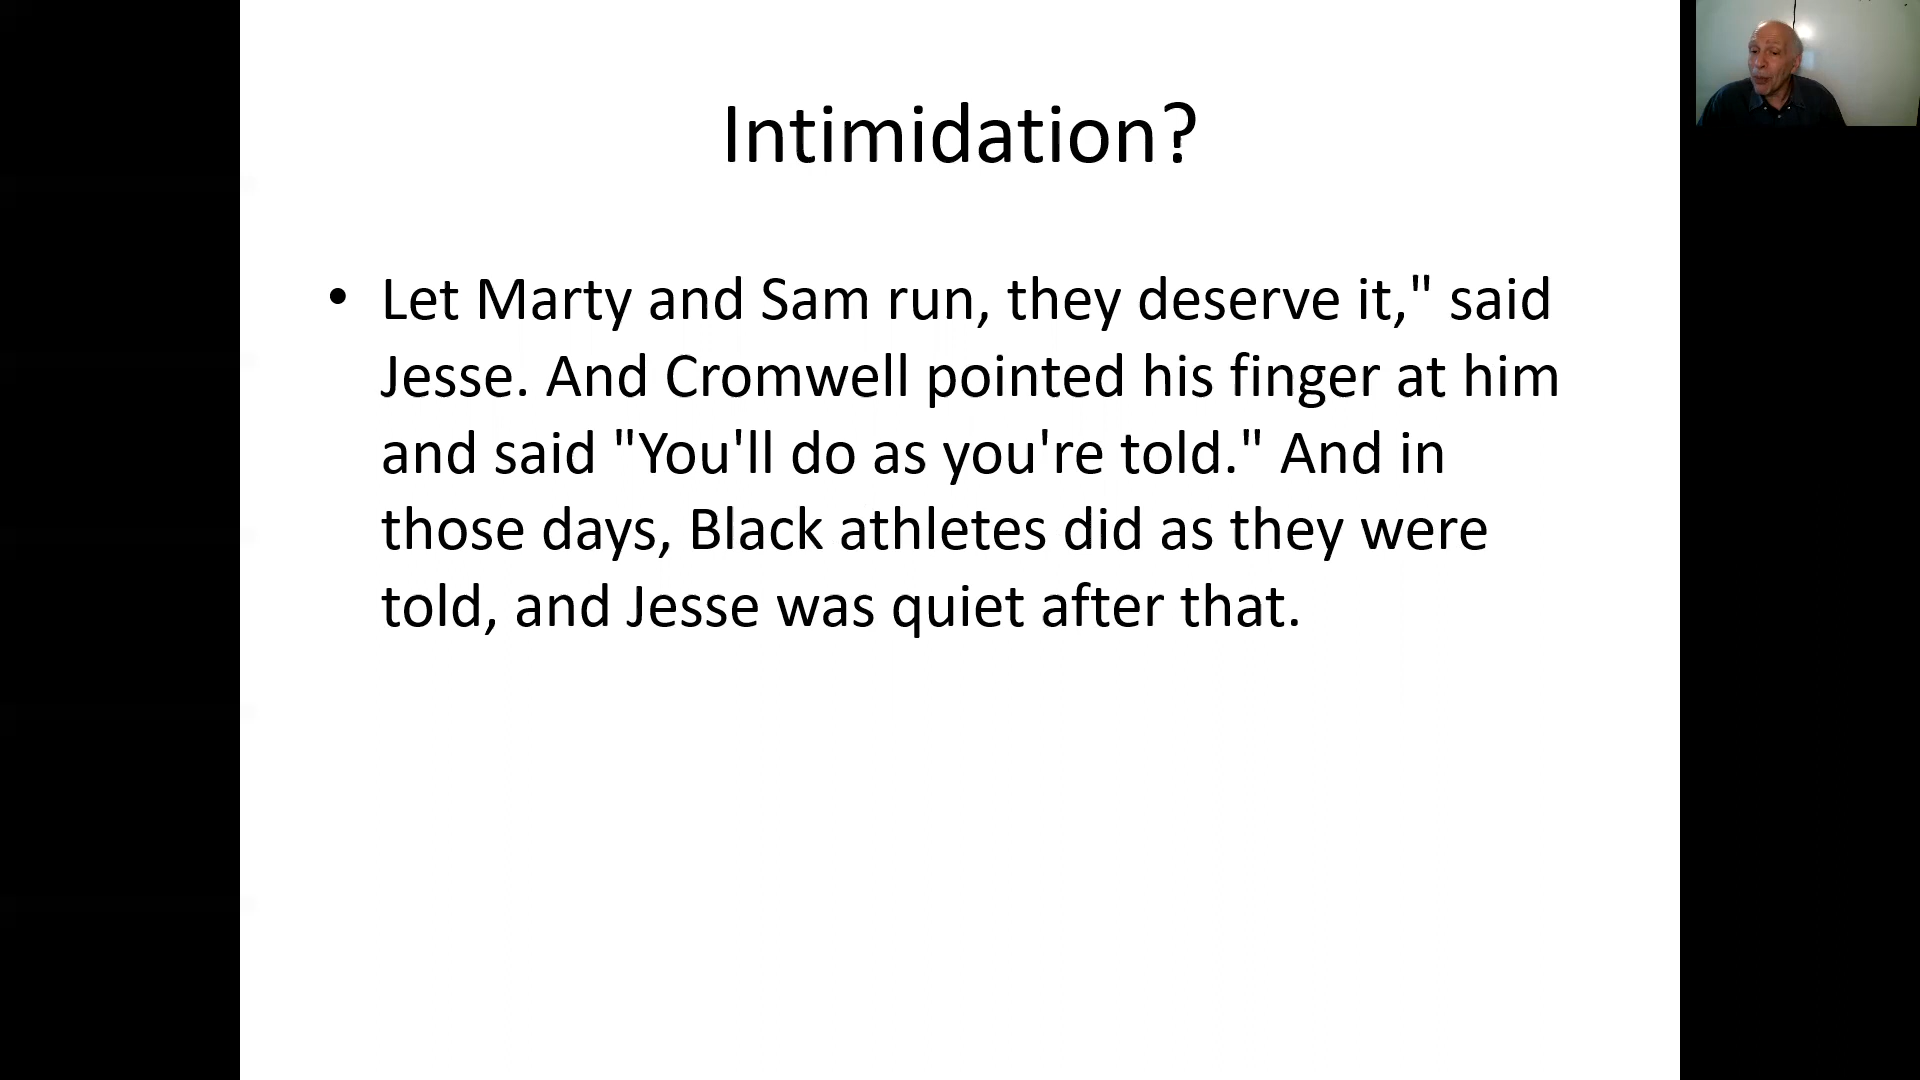 Intimidation?
• Let Marty and Sam run, they deserve it," said
Jesse. And Cromwell pointed his finger at him
and said "You'll do as you're told." And in
those days, Black athletes did as they were
told, and Jesse was quiet after that.